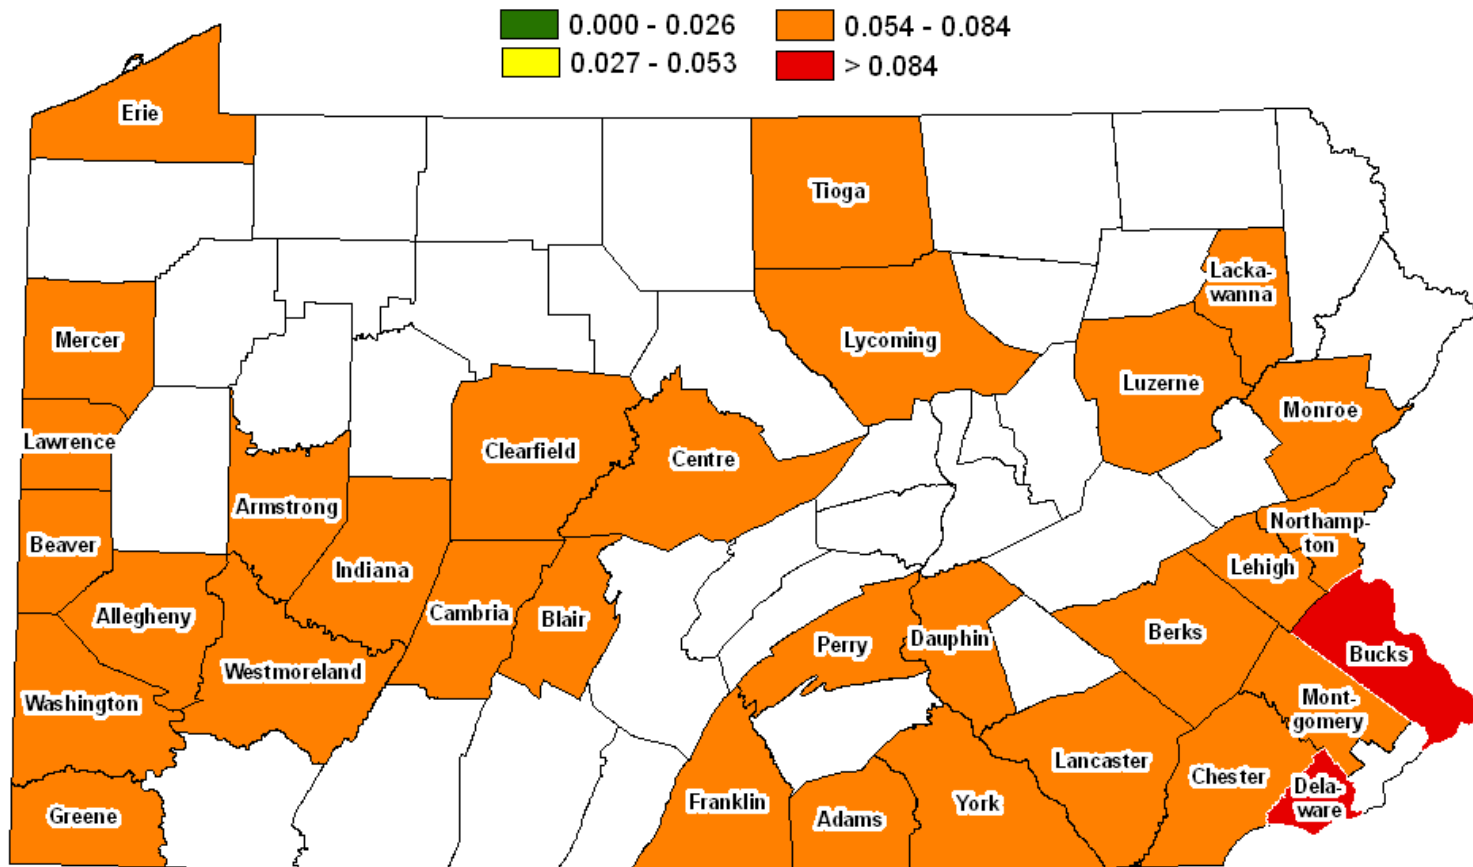 0.000 - 0.026
0.054 - 0.084
0.027 - 0.053
> 0.084
Erie
Tioga
Lacka-
wanna
Mercer
Lycoming
Luzerne
Monroe
Lawrence
Clearfield
Centre
Armstrong
Northamp-
ton
Beaver
Indiana
Lehigh
Allegheny
Cambria
Blair
Perry
Dauphin
Berks
Bucks
Westmoreland
Washington
Mont-
gomery
Lancaster
Chester
Dela-
ware
Franklin
York
Greene
Adams